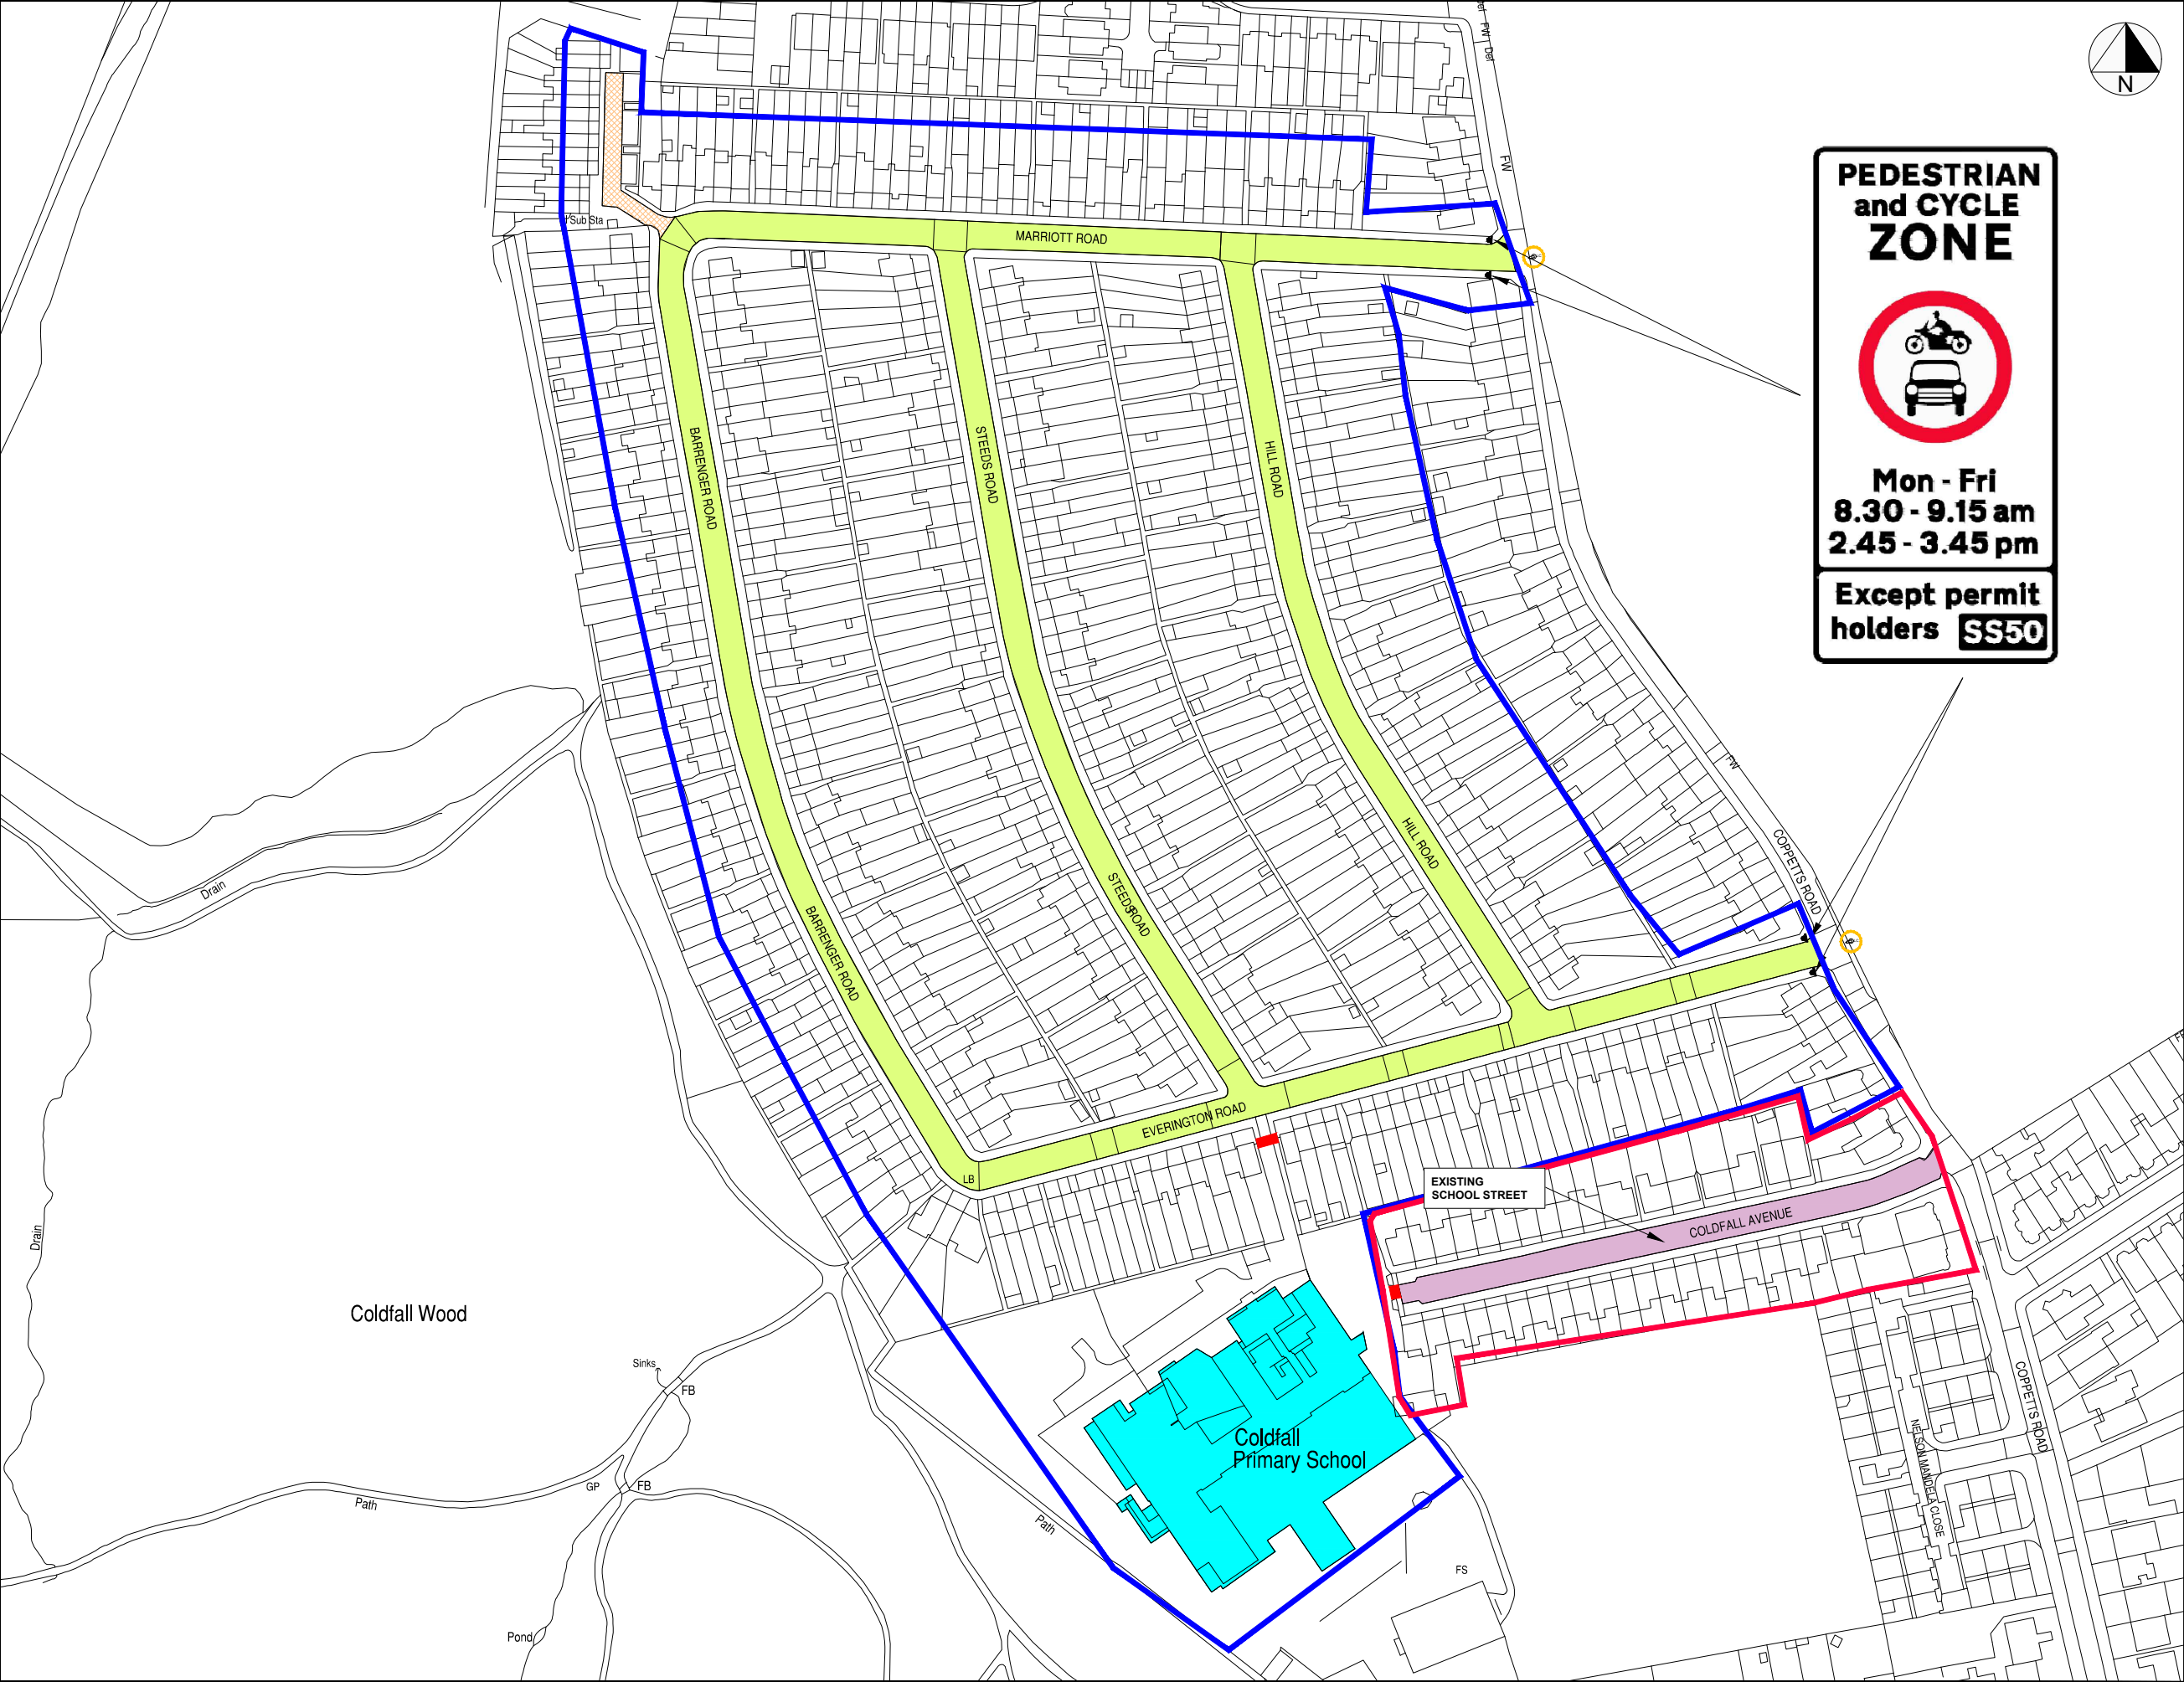 Def
FW
Def
N
FW
PEDESTRIAN
and CYCLE
ZONE
Mon - Fri
8.30 - 9.15 am
2.45 - 3.45 pm
Except permit
holders SS50
Sub Sta
MARRIOTT ROAD
BARRENGER ROAD
STEEDS ROAD
HILL ROAD
FW
HILL ROAD
COPPETTS ROAD
STEEDS ROAD
BARRENGER ROAD
Drain
EVERINGTON ROAD
LB
EXISTING
SCHOOL STREET
COLDFALL AVENUE
Drain
Coldfall Wood
Sinks
FB
COPPETTS ROAD
NELSON MANDELA CLOSE
Coldfall
Primary School
GP
FB
Path
Path
FS
Pond